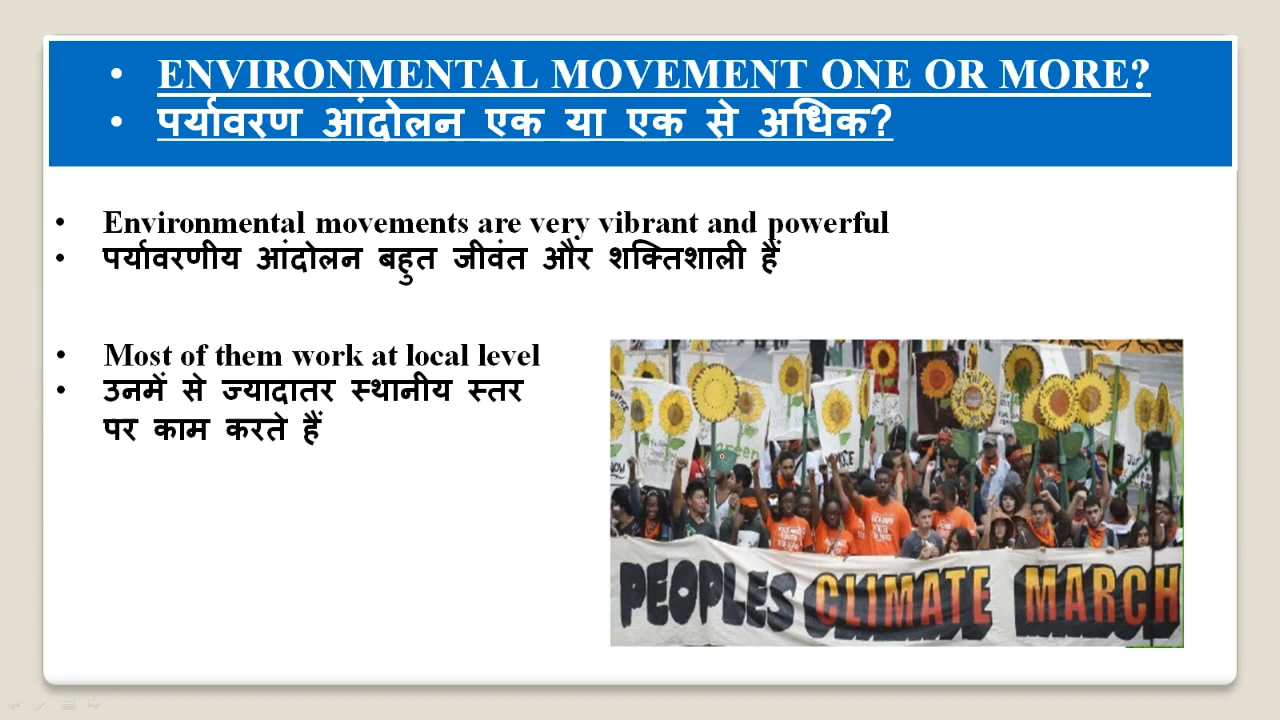 • ENVIRONMENTAL MOVEMENT ONE OR MORE?
• पर्यावरण आंदोलन एक या एक से अधिक?
• Environmental movements are very vibrant and powerful
• पर्यावरणीय आंदोलन बहुत जीवंत और शक्तिशाली हैं
• Most of them work at local level
• उनमें से ज्यादातर स्थानीय स्तर
पर काम करते हैं
PEOPLES CLIMATE MARCH